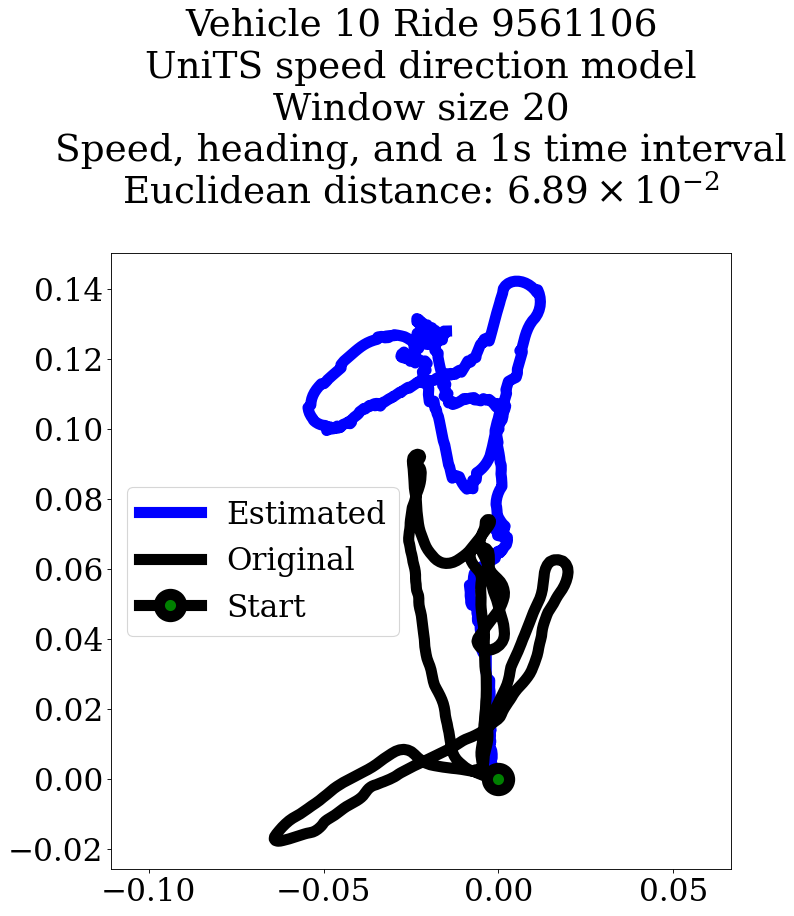 Vehicle 10 Ride 9561106
UniTS speed direction model
Window size 20
Speed, heading, and a 1s time interval
Euclidean distance: 6.89 × 10⁻²
0.14
0.12
0.10
0.08
0.06
0.04
0.02
0.00
−0.02
Estimated
Original
Start
−0.10 −0.05 0.00 0.05